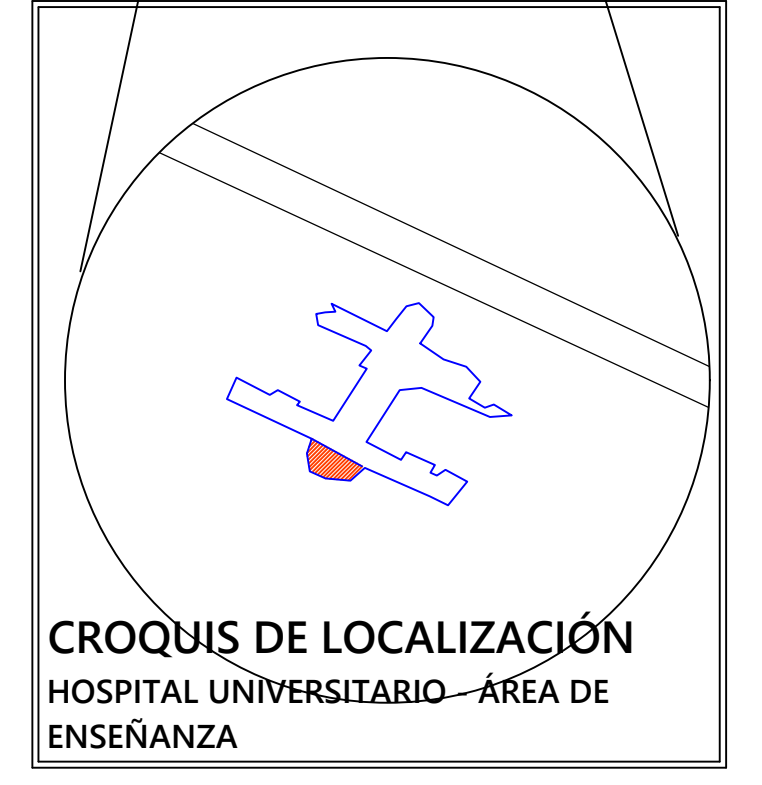 CROQUIS DE LOCALIZACIÓN
HOSPITAL UNIVERSITARIO - ÁREA DE
ENSEÑANZA